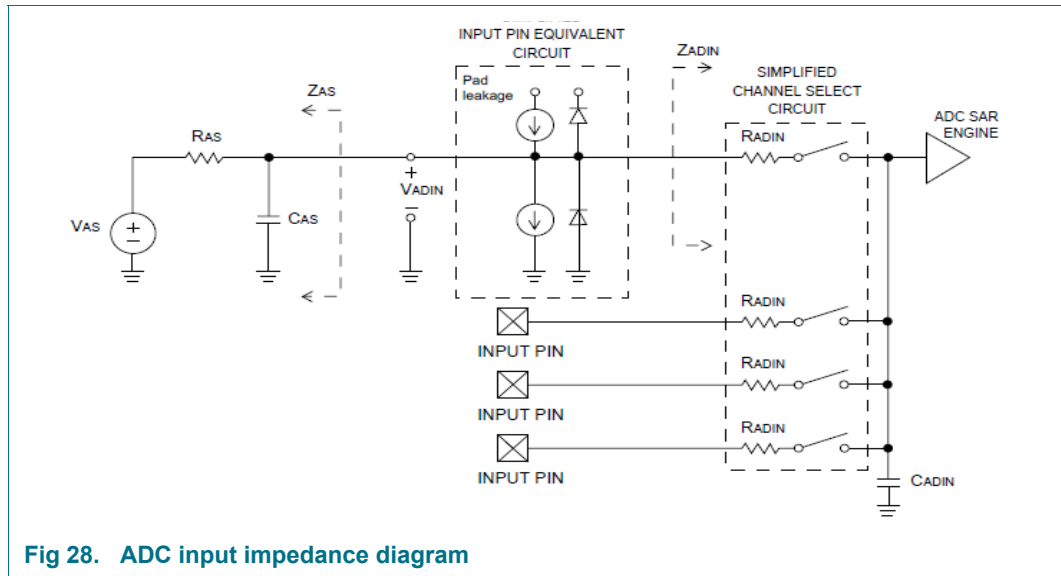 INPUT PIN EQUIVALENT
CIRCUIT
Pad
leakage
ZADIN
SIMPLIFIED
CHANNEL SELECT
CIRCUIT
ZAS
RAS
RADIN
ADC SAR
ENGINE
+
VADIN
–
VAS
+
–
CAS
RADIN
INPUT PIN
RADIN
INPUT PIN
RADIN
INPUT PIN
CADIN
Fig 28. ADC input impedance diagram